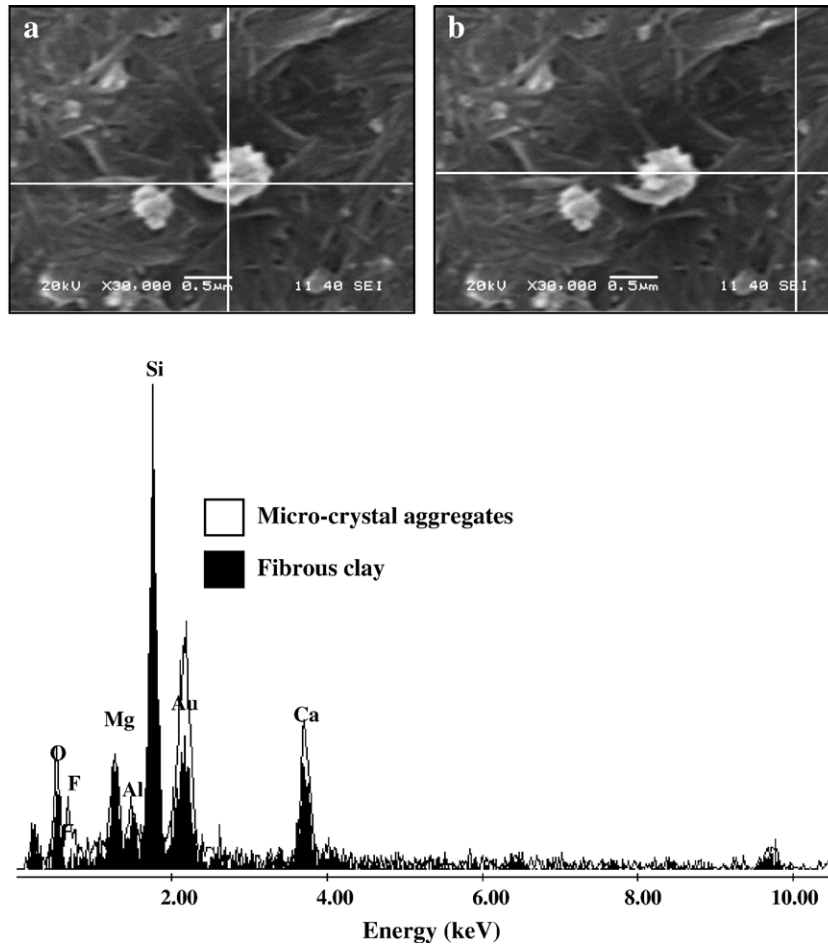 a
20kV X30,000 0.5μm 11 40 SEI
b
20kV X30,000 0.5μm 11 40 SEI
Si
Micro-crystal aggregates
Fibrous clay
Mg
Au
Ca
O
F
Al
F
2.00 4.00 6.00 8.00 10.00
Energy (keV)